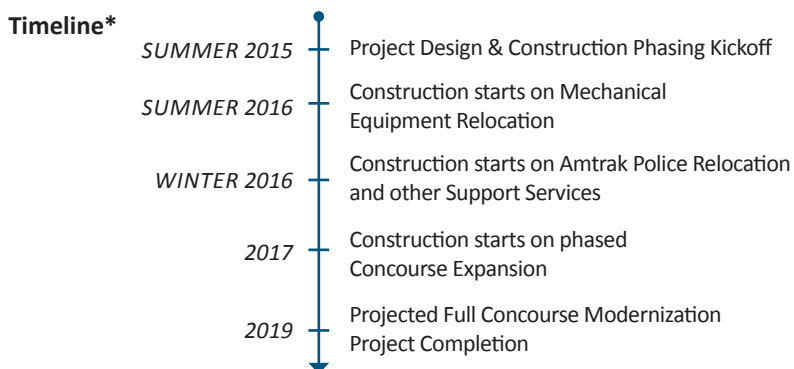 Timeline*
SUMMER 2015 Project Design & Construction Phasing Kickoff
SUMMER 2016 Construction starts on Mechanical
Equipment Relocation
WINTER 2016 Construction starts on Amtrak Police Relocation
and other Support Services
2017 Construction starts on phased
Concourse Expansion
2019 Projected Full Concourse Modernization
Project Completion